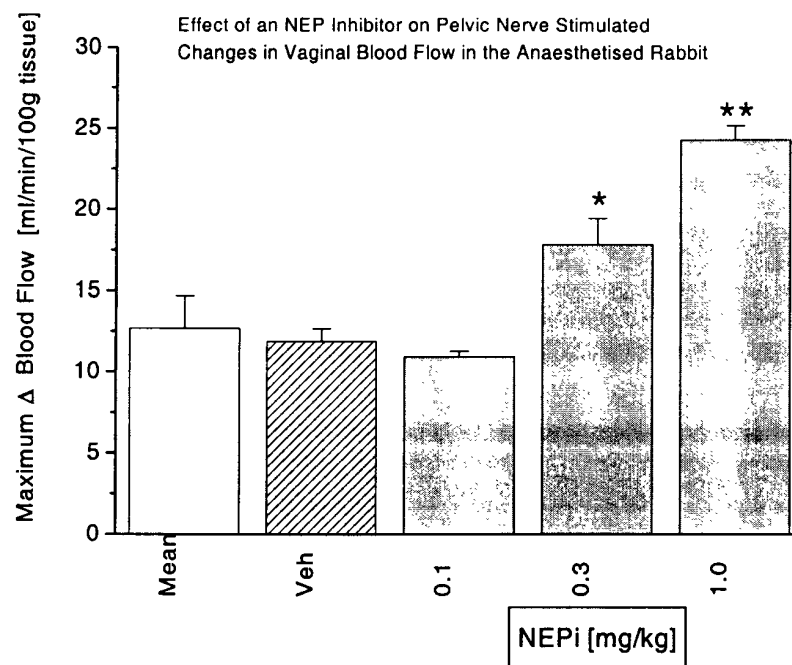 Effect of an NEP Inhibitor on Pelvic Nerve Stimulated
Changes in Vaginal Blood Flow in the Anaesthetised Rabbit
Maximum Δ Blood Flow [ml/min/100g tissue]
30
25
20
15
10
5
0
*
**
Mean
Veh
0.1
0.3
1.0
NEPi [mg/kg]